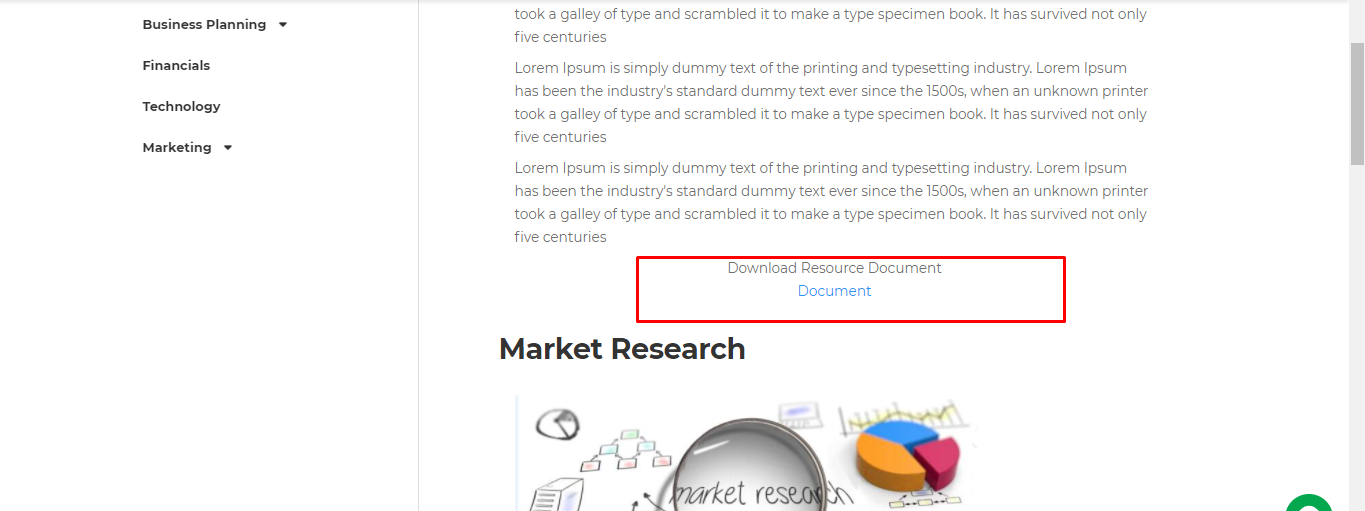 Business Planning
Financials
Technology
Marketing
took a galley of type and scrambled it to make a type specimen book. It has survived not only
five centuries
Lorem Ipsum is simply dummy text of the printing and typesetting industry. Lorem Ipsum
has been the industry's standard dummy text ever since the 1500s, when an unknown printer
took a galley of type and scrambled it to make a type specimen book. It has survived not only
five centuries
Lorem Ipsum is simply dummy text of the printing and typesetting industry. Lorem Ipsum
has been the industry's standard dummy text ever since the 1500s, when an unknown printer
took a galley of type and scrambled it to make a type specimen book. It has survived not only
five centuries
Download Resource Document
Document
Market Research
market research